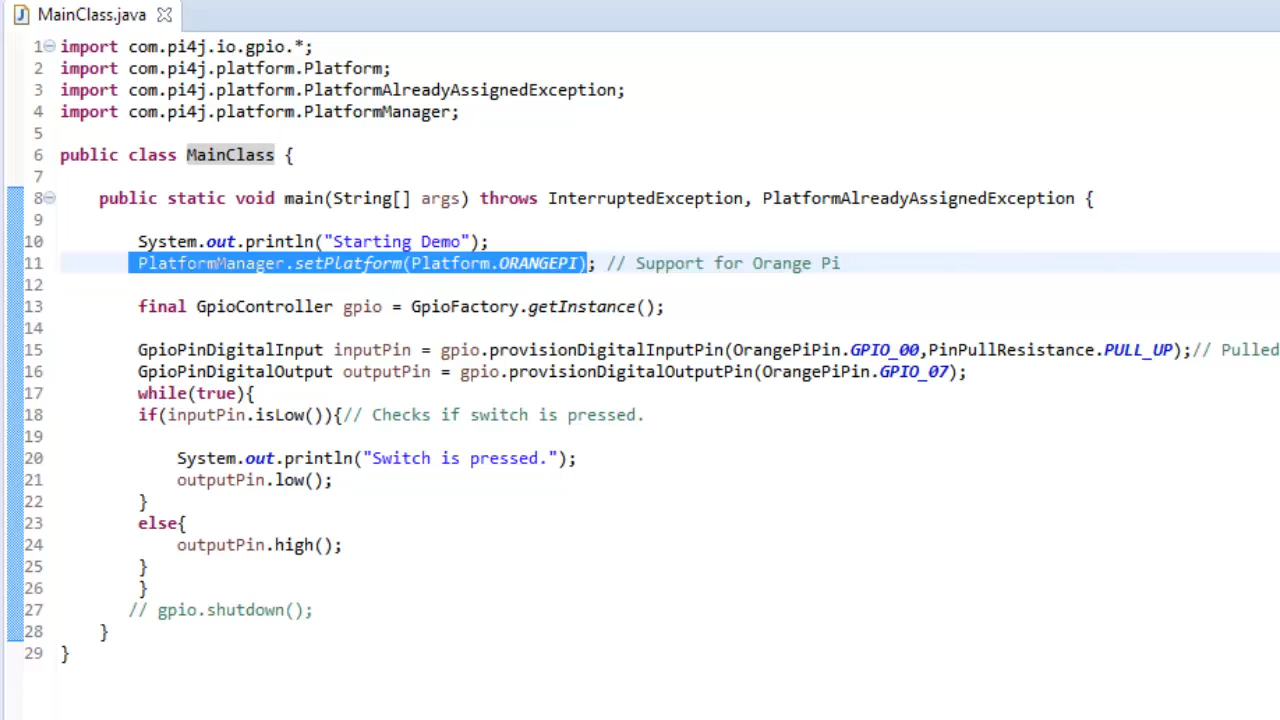 MainClass.java
1 import com.pi4j.io.gpio.*;
2 import com.pi4j.platform.Platform;
3 import com.pi4j.platform.PlatformAlreadyAssignedException;
4 import com.pi4j.platform.PlatformManager;
5
6 public class MainClass {
7
8 public static void main(String[] args) throws InterruptedException, PlatformAlreadyAssignedException {
9
10 System.out.println("Starting Demo");
11 PlatformManager.setPlatform(Platform.ORANGEPI); // Support for Orange Pi
12
13 final GpioController gpio = GpioFactory.getInstance();
14
15 GpioPinDigitalInput inputPin = gpio.provisionDigitalInputPin(OrangePiPin.GPIO_00,PinPullResistance.PULL_UP);// Pulled
16 GpioPinDigitalOutput outputPin = gpio.provisionDigitalOutputPin(OrangePiPin.GPIO_07);
17 while(true){
18 if(inputPin.isLow()){// Checks if switch is pressed.
19
20 System.out.println("Switch is pressed.");
21 outputPin.low();
22 }
23 else{
24 outputPin.high();
25 }
26 }
27 // gpio.shutdown();
28 }
29 }